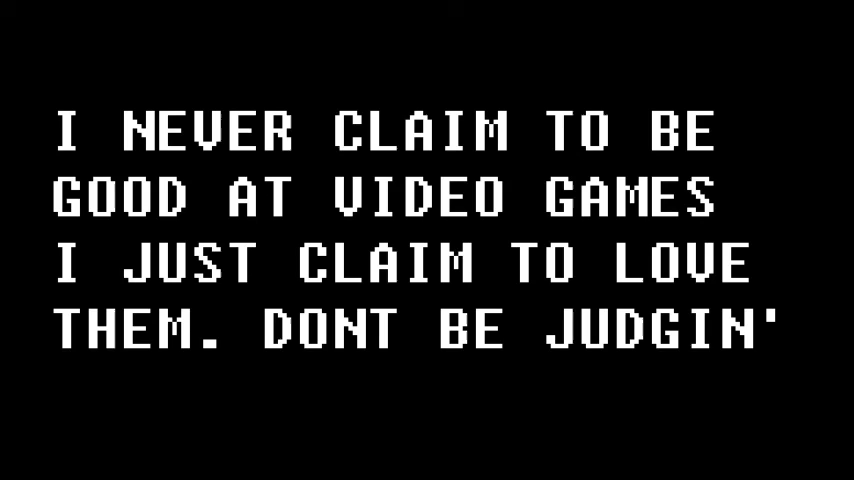 I NEVER CLAIM TO BE
GOOD AT VIDEO GAMES
I JUST CLAIM TO LOVE
THEM. DONT BE JUDGIN'